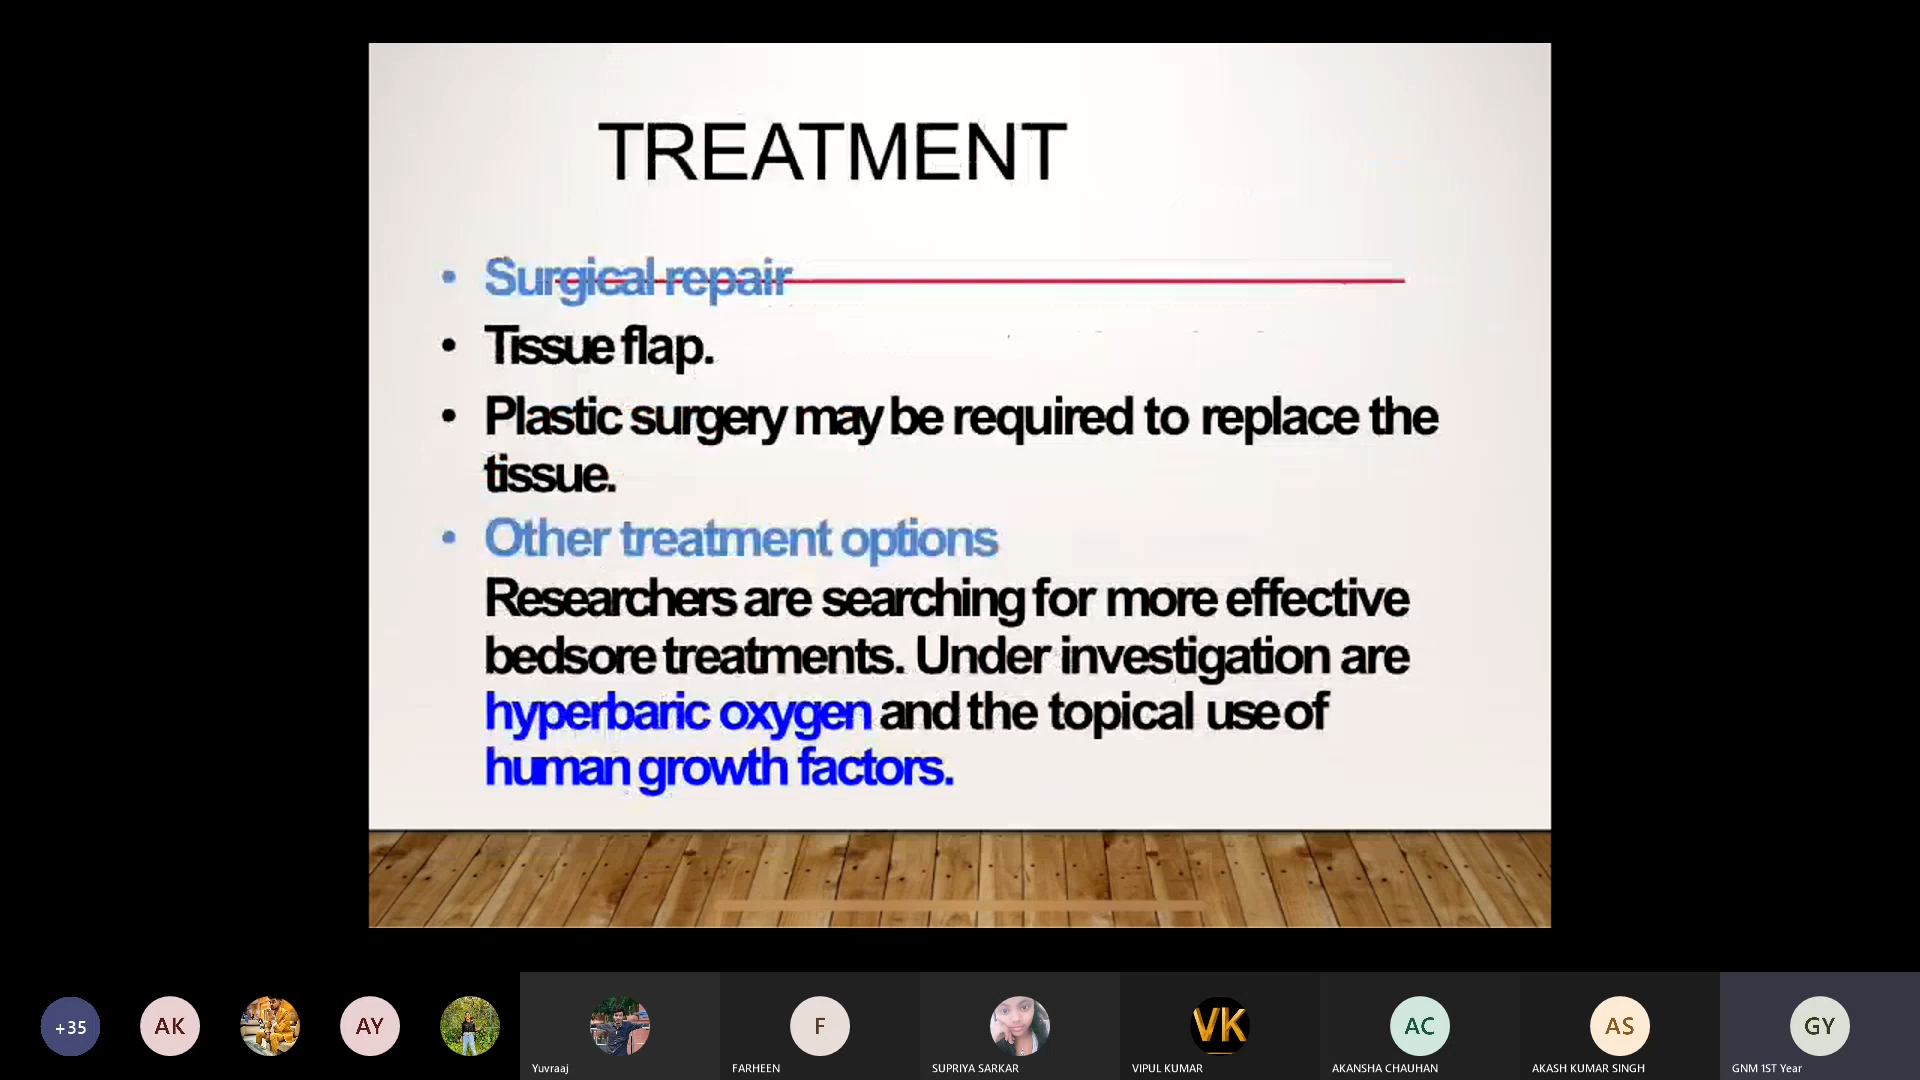 TREATMENT
• Surgical repair
• Tissue flap.
• Plastic surgery may be required to replace the
tissue.
• Other treatment options
Researchers are searching for more effective
bedsore treatments. Under investigation are
hyperbaric oxygen and the topical use of
human growth factors.
+35
AK
AY
F
VK
AC
AS
GY
Yuvraaj
FARHEEN
SUPRIYA SARKAR
VIPUL KUMAR
AKANSHA CHAUHAN
AKASH KUMAR SINGH
GNM 1ST Year